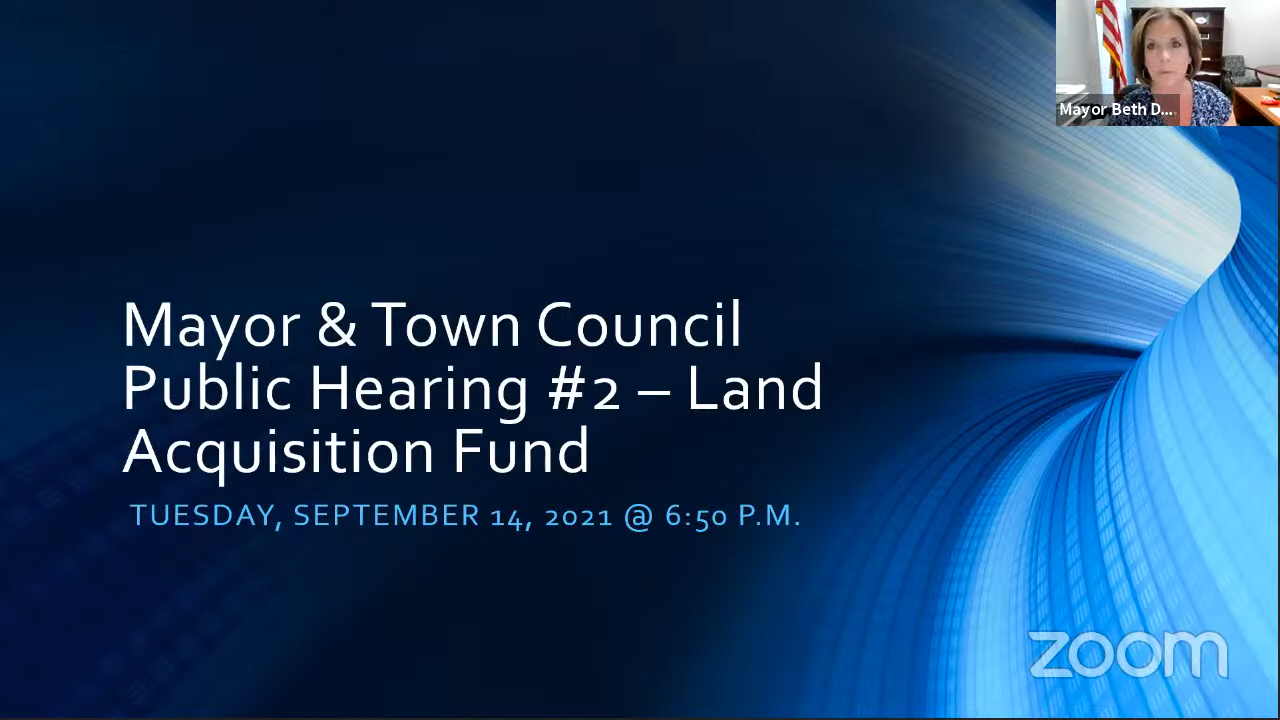 Mayor Beth D...
Mayor & Town Council
Public Hearing #2 – Land
Acquisition Fund
TUESDAY, SEPTEMBER 14, 2021 @ 6:50 P.M.
zoom